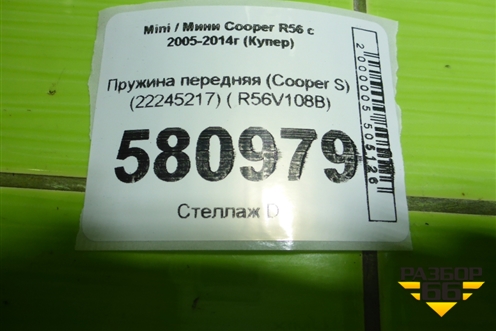 Mini / Мини Cooper R56 с
2005-2014г (Купер)
Пружина передняя (Cooper S)
(22245217) ( R56V108B)
580979
Стеллаж D
2000005505126
РАЗБОР
66